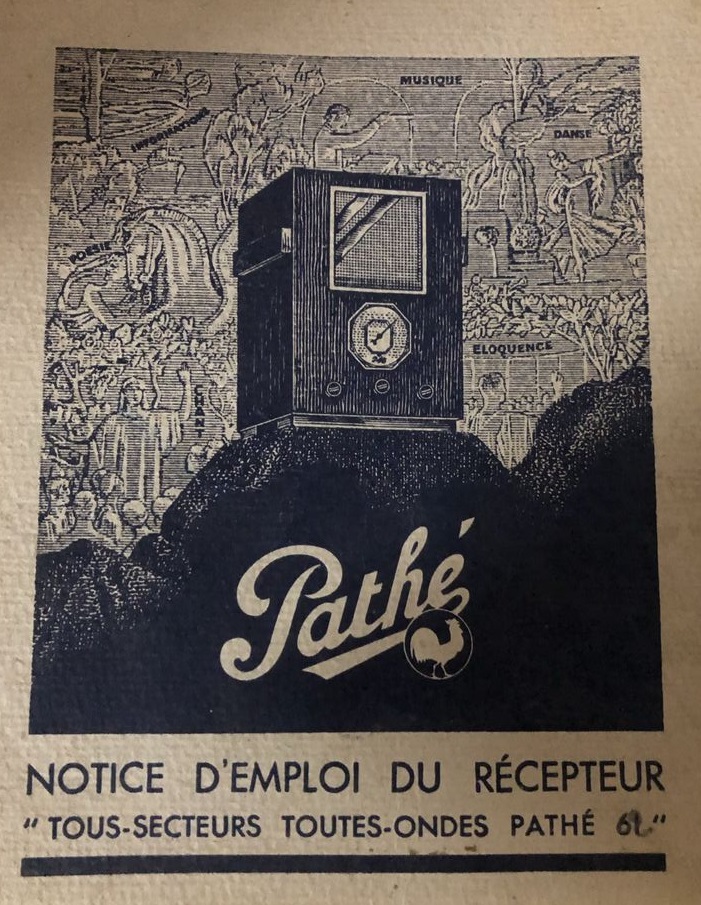 MUSIQUE
INFORMATIONS
DANSE
POESIE
ELOQUENCE
CHANT
Pathé
NOTICE D'EMPLOI DU RÉCEPTEUR
" TOUS-SECTEURS TOUTES-ONDES PATHÉ "